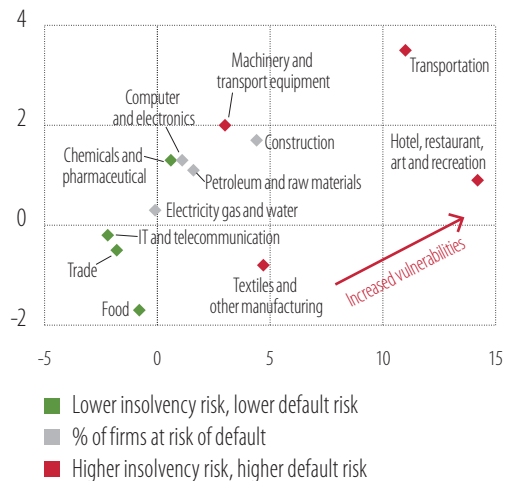 4
2
0
-2
-5
0
5
10
15
Machinery and
transport equipment
Transportation
Computer
and electronics
Construction
Hotel, restaurant,
art and recreation
Chemicals and
pharmaceutical
Petroleum and raw materials
Electricity gas and water
IT and telecommunication
Trade
Textiles and
other manufacturing
Increased vulnerabilities
Food
Lower insolvency risk, lower default risk
% of firms at risk of default
Higher insolvency risk, higher default risk